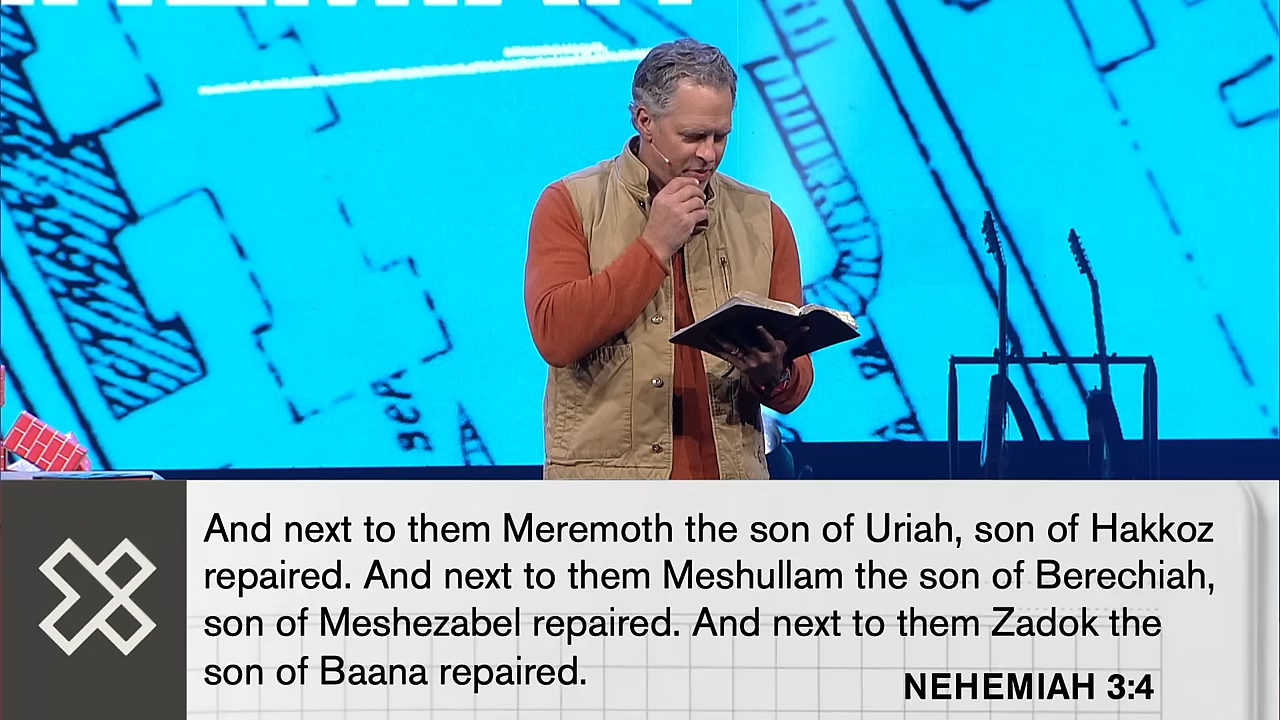 And next to them Meremoth the son of Uriah, son of Hakkoz
repaired. And next to them Meshullam the son of Berechiah,
son of Meshezabel repaired. And next to them Zadok the
son of Baana repaired.
NEHEMIAH 3:4